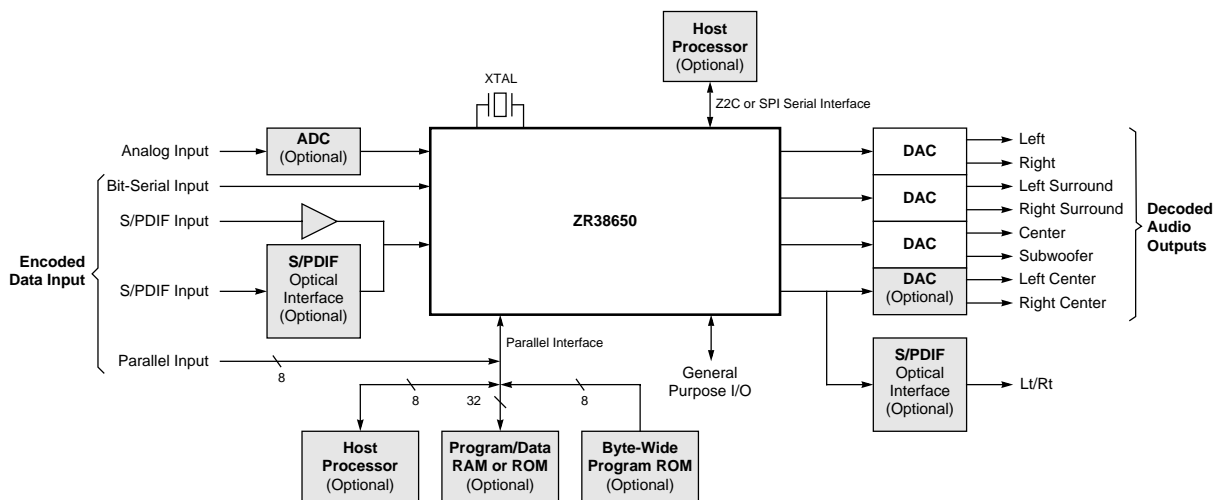 Host
Processor
(Optional)
XTAL
Z2C or SPI Serial Interface
Analog Input
ADC
(Optional)
Bit-Serial Input
S/PDIF Input
S/PDIF Input
S/PDIF
Optical
Interface
(Optional)
Encoded
Data Input
Parallel Input
8
ZR38650
DAC
DAC
DAC
DAC
(Optional)
Left
Right
Left Surround
Right Surround
Center
Subwoofer
Left Center
Right Center
Decoded
Audio
Outputs
Parallel Interface
General
Purpose I/O
S/PDIF
Optical
Interface
(Optional)
Lt/Rt
8
32
8
Host
Processor
(Optional)
Program/Data
RAM or ROM
(Optional)
Byte-Wide
Program ROM
(Optional)